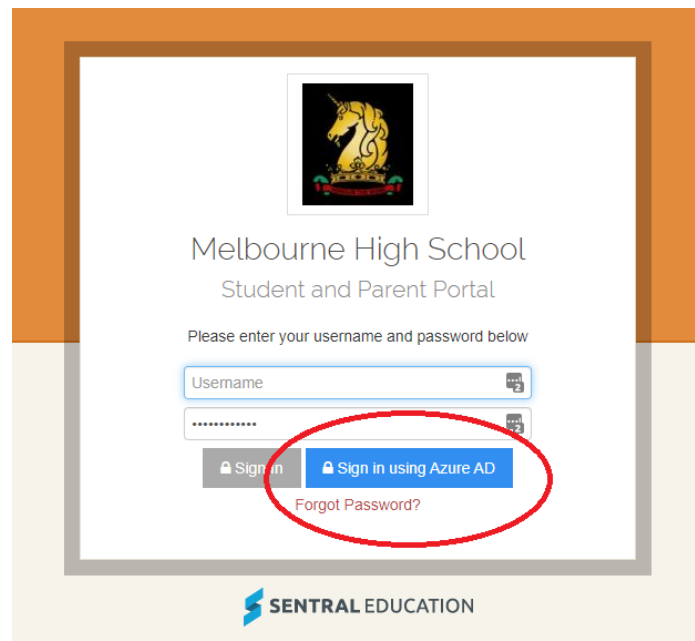 Melbourne High School
Student and Parent Portal
Please enter your username and password below
Username
Sign In
Sign in using Azure AD
Forgot Password?
SENTRAL EDUCATION